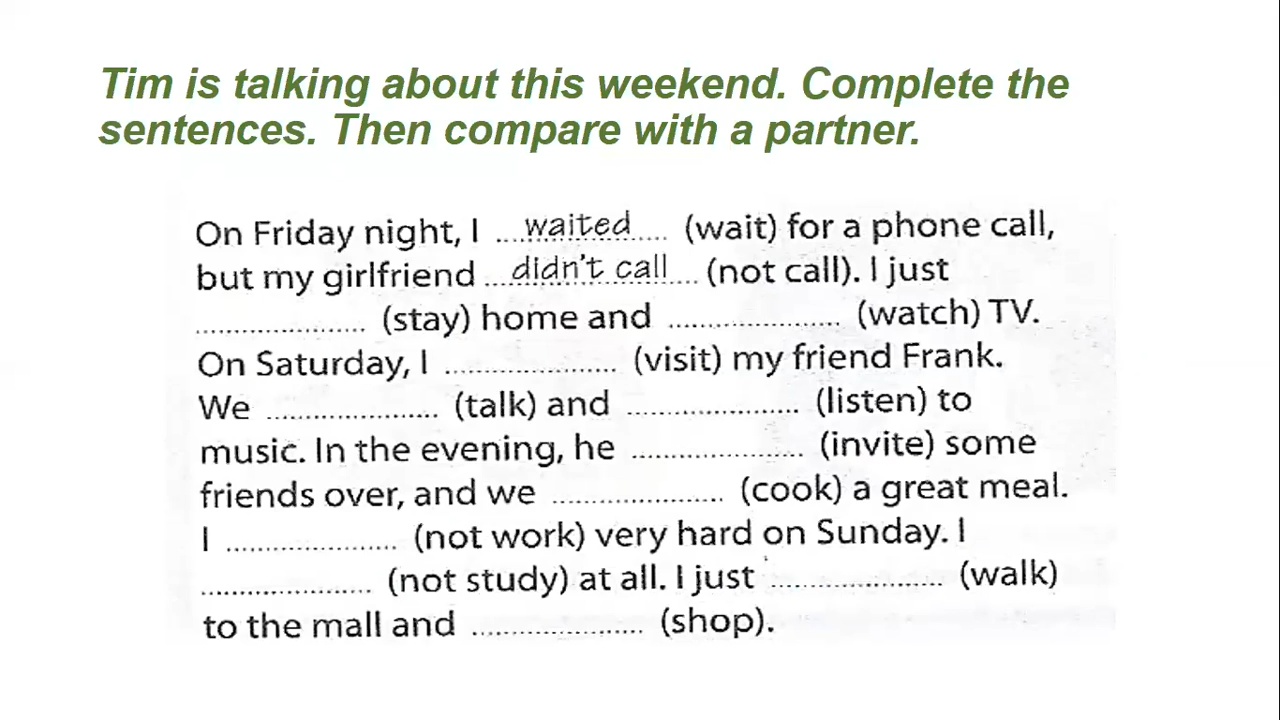 Tim is talking about this weekend. Complete the
sentences. Then compare with a partner.
On Friday night, I ....waited.... (wait) for a phone call,
but my girlfriend ...didn't call... (not call). I just
........................ (stay) home and ........................ (watch) TV.
On Saturday, I ........................ (visit) my friend Frank.
We ........................ (talk) and ........................ (listen) to
music. In the evening, he ........................ (invite) some
friends over, and we ........................ (cook) a great meal.
I ........................ (not work) very hard on Sunday. I
........................ (not study) at all. I just ........................ (walk)
to the mall and ........................ (shop).